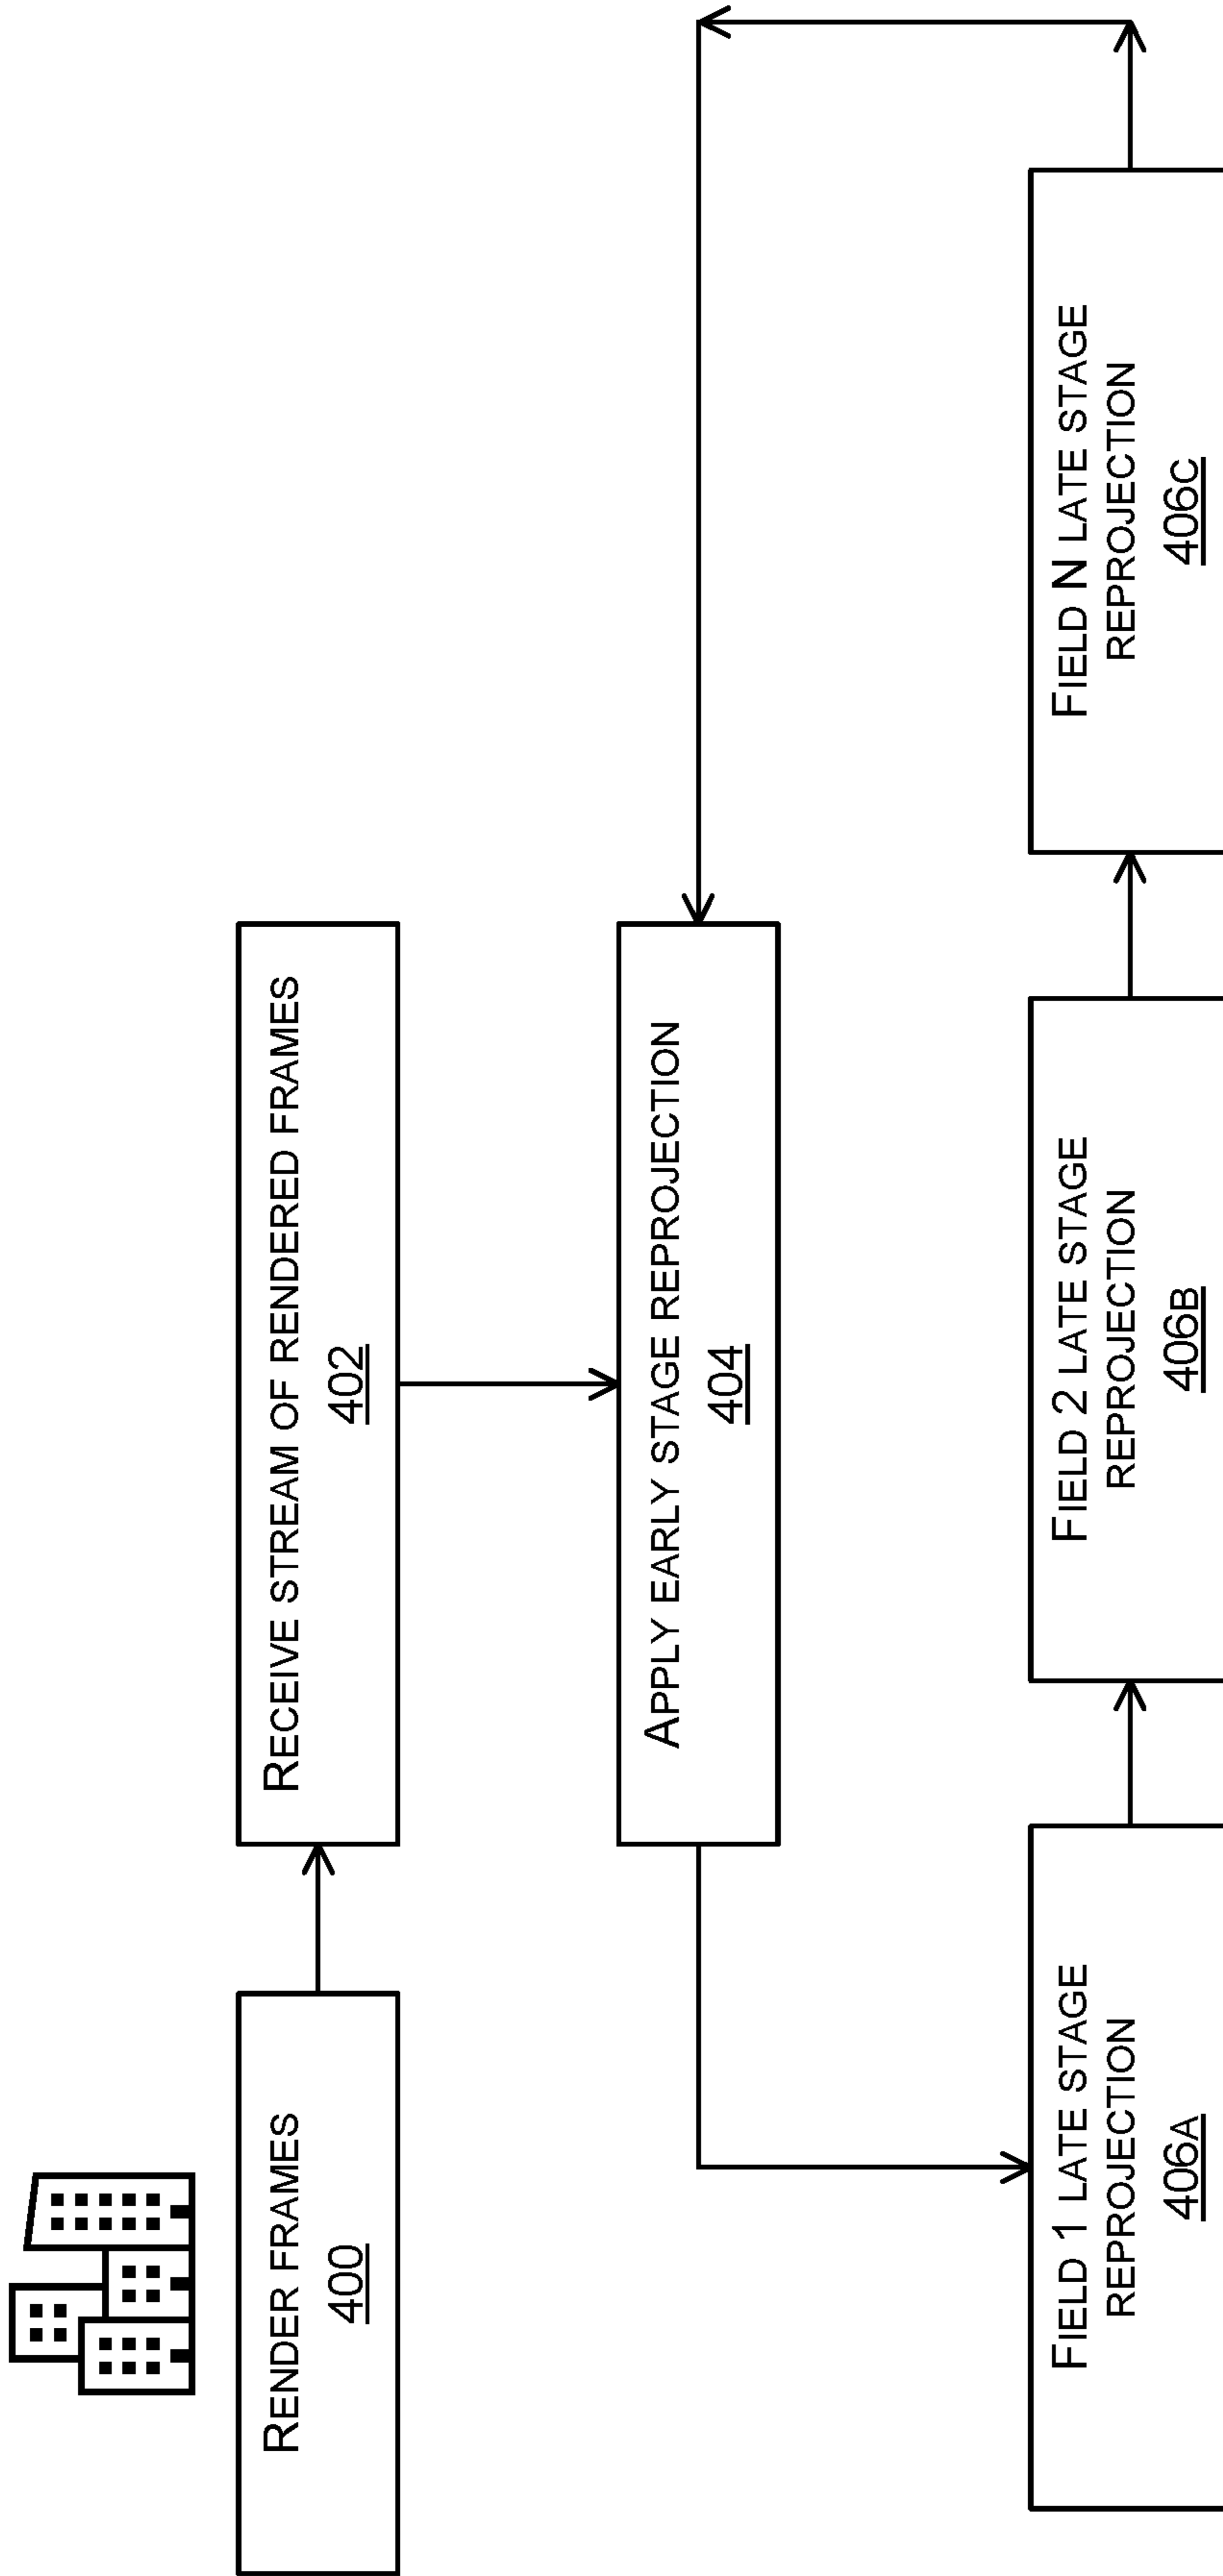 Render frames
400
Receive stream of rendered frames
402
Apply early stage reprojection
404
Field 1 late stage
reprojection
406a
Field 2 late stage
reprojection
406b
Field N late stage
reprojection
406c